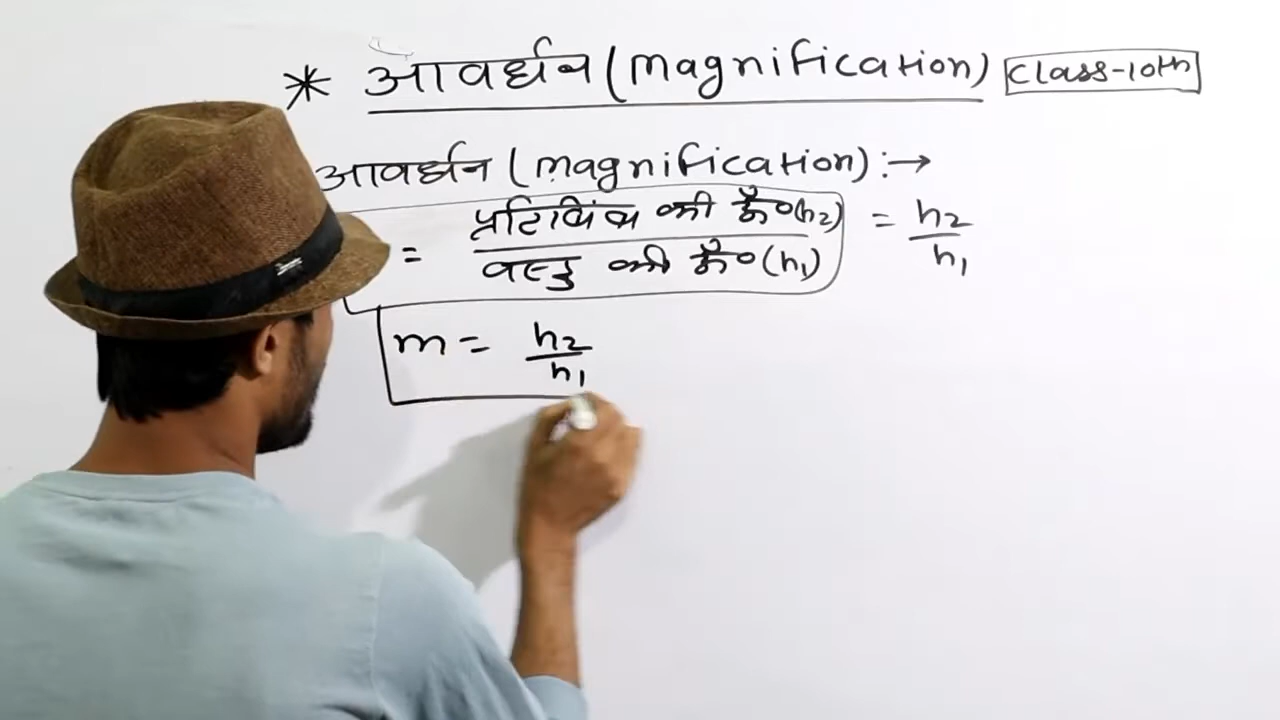 * आवर्धन (Magnification) Class-10th
आवर्धन (magnification) :→
= प्रतिबिंब की ऊँ०(h₂) / वस्तु की ऊँ०(h₁) = h₂/h₁
m = h₂/h₁